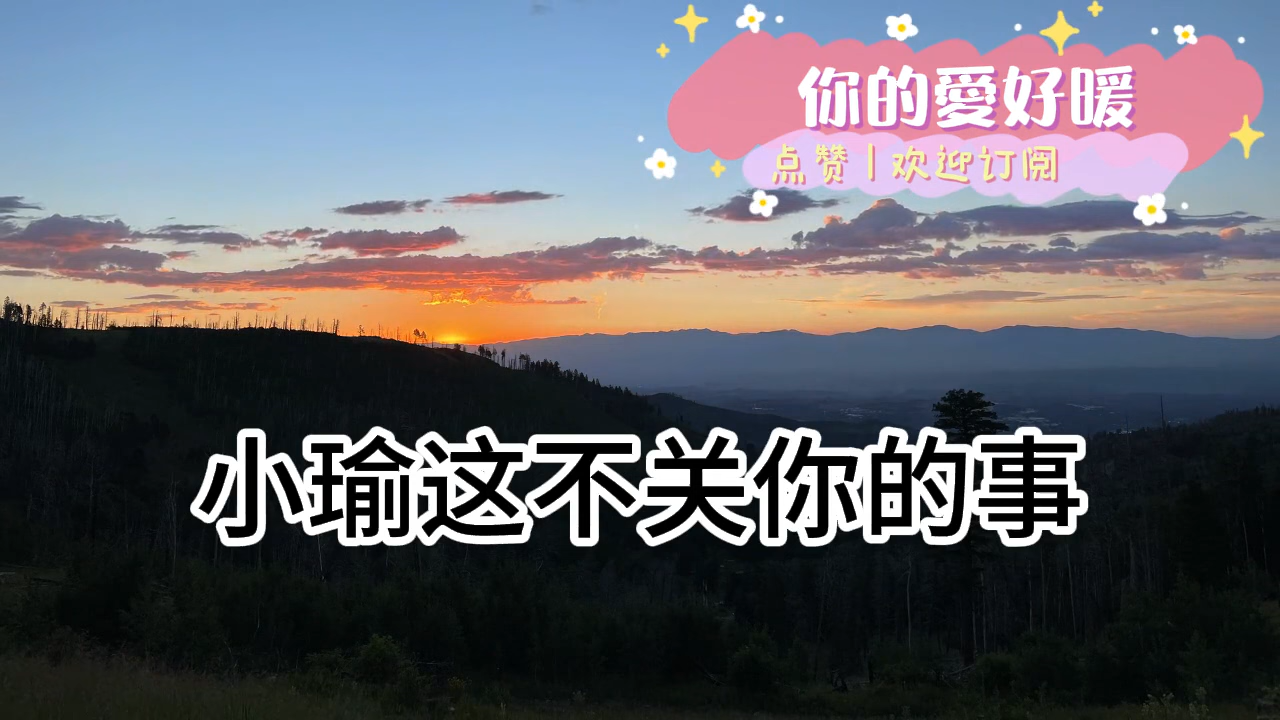 你的愛好暖
点赞 | 欢迎订阅
小瑜这不关你的事